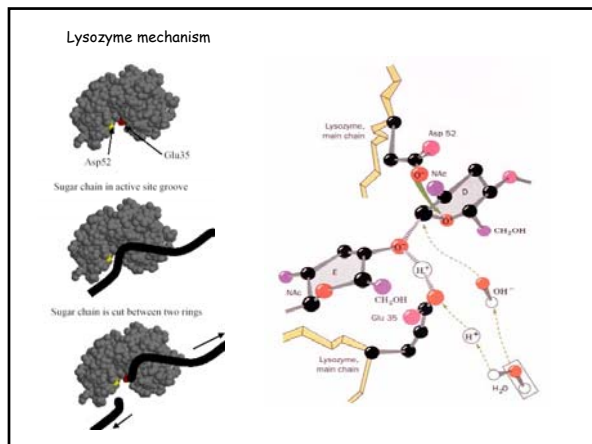 Lysozyme mechanism
Asp52
Glu35
Sugar chain in active site groove
Sugar chain is cut between two rings
Lysozyme,
main chain
Asp 52
O⁻
NAc
D
O⁺
CH₂OH
O⁻
H⁺
E
NAc
CH₂OH
Glu 35
OH⁻
H⁺
H₂O
Lysozyme,
main chain